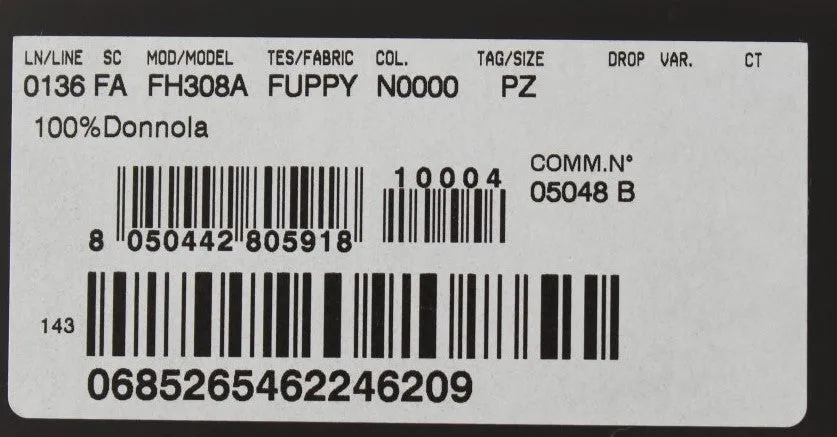 LN/LINE SC MOD/MODEL TES/FABRIC COL. TAG/SIZE DROP VAR. CT
0136 FA FH308A FUPPY N0000 PZ
100%Donnola
10004
COMM.N°
05048 B
8 050442 805918
143
0685265462246209